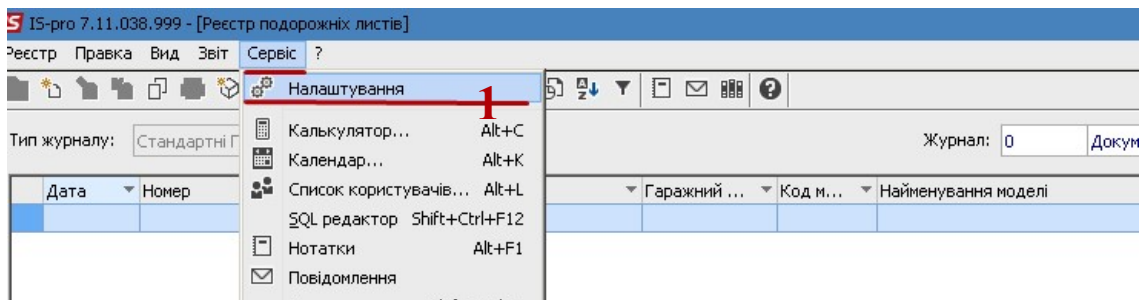 IS-pro 7.11.038.999 - [Реєстр подорожніх листів]
Реєстр Правка Вид Звіт Сервіс ?
Налаштування 1
Тип журналу: Стандартні П Журнал: 0 Докум
Калькулятор... Alt+C
Календар... Alt+K
Дата Номер Гаражний ... Код м... Найменування моделі
Список користувачів... Alt+L
SQL редактор Shift+Ctrl+F12
Нотатки Alt+F1
Повідомлення